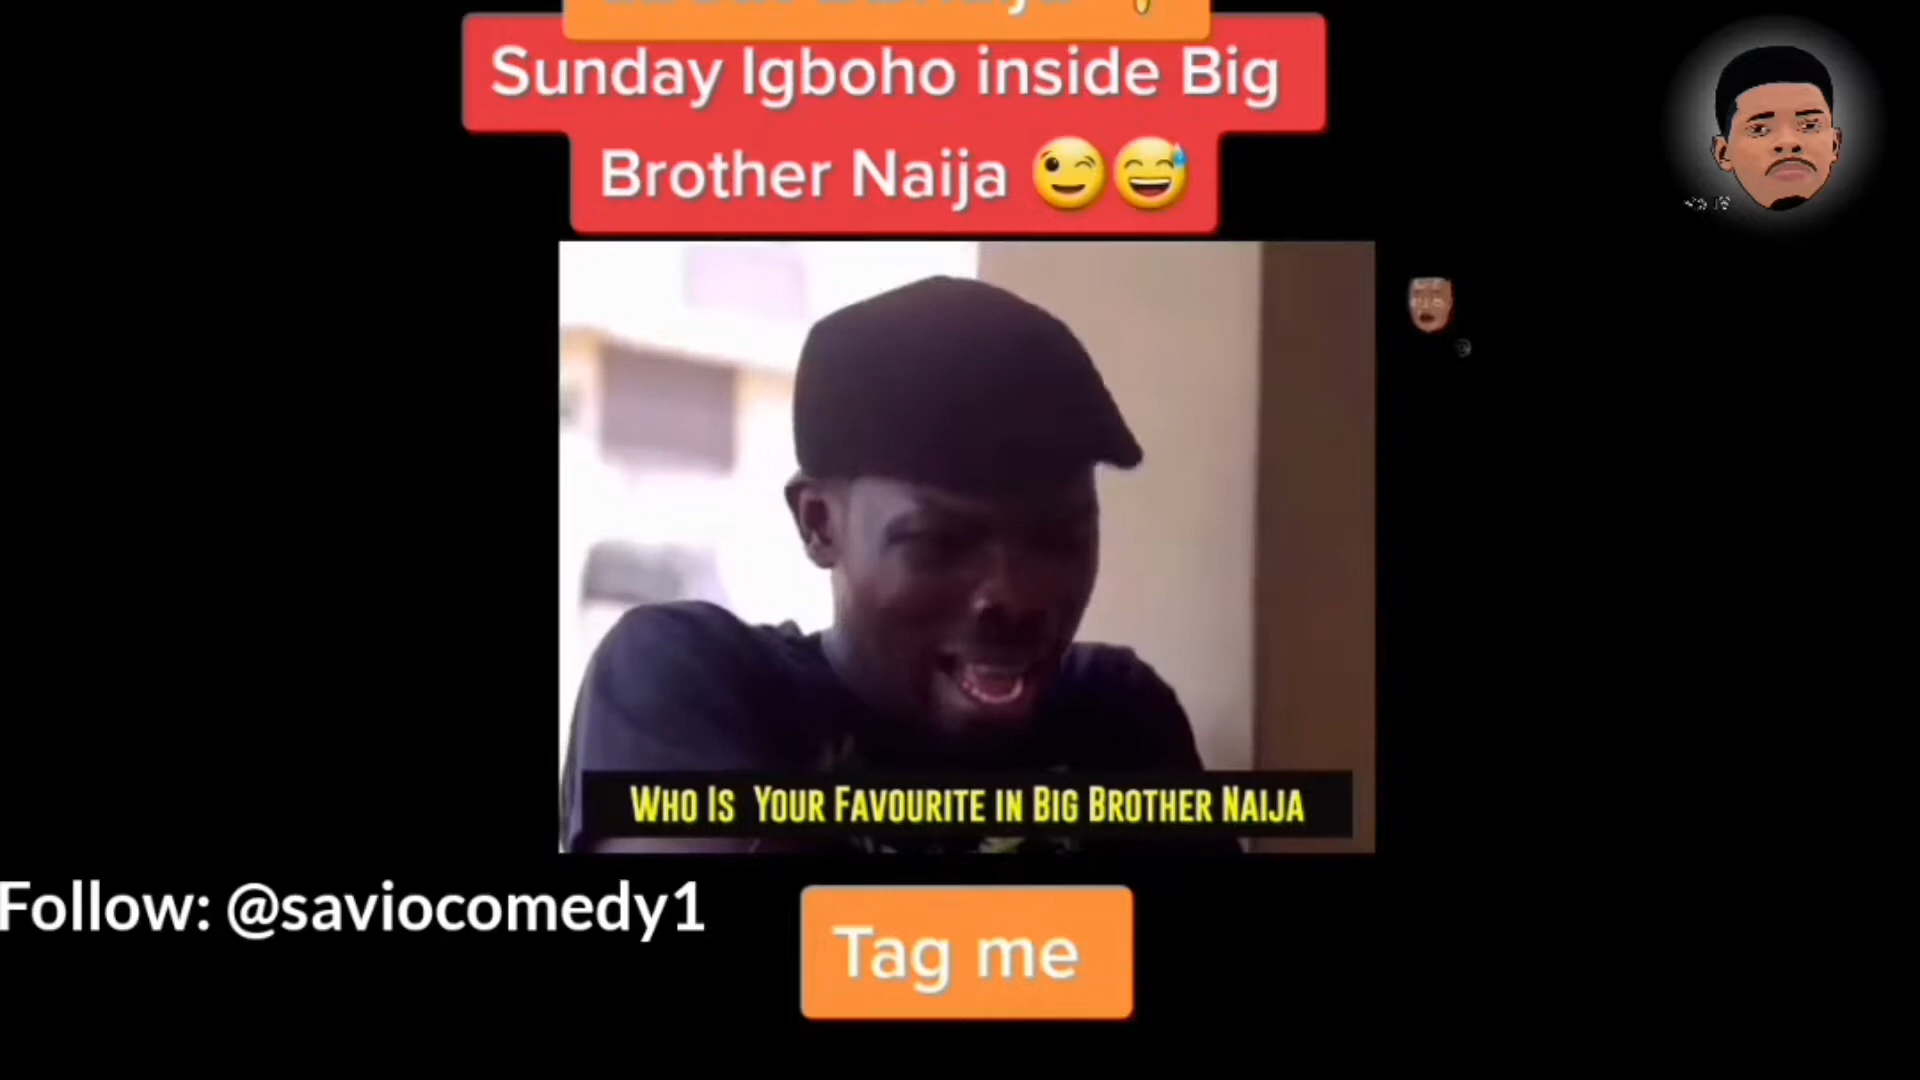 Sunday Igboho inside Big
Brother Naija 😉😅
WHO IS YOUR FAVOURITE IN BIG BROTHER NAIJA
Follow: @saviocomedy1
Tag me